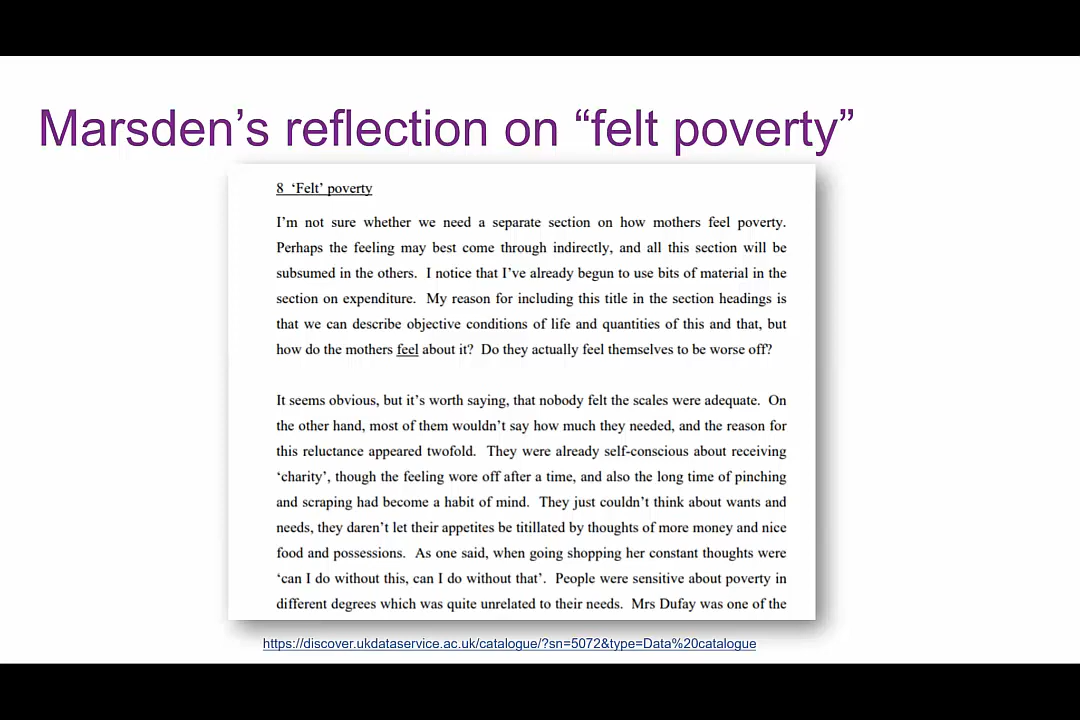 Marsden’s reflection on “felt poverty”
8 ‘Felt’ poverty
I’m not sure whether we need a separate section on how mothers feel poverty.
Perhaps the feeling may best come through indirectly, and all this section will be
subsumed in the others. I notice that I’ve already begun to use bits of material in the
section on expenditure. My reason for including this title in the section headings is
that we can describe objective conditions of life and quantities of this and that, but
how do the mothers feel about it? Do they actually feel themselves to be worse off?
It seems obvious, but it’s worth saying, that nobody felt the scales were adequate. On
the other hand, most of them wouldn’t say how much they needed, and the reason for
this reluctance appeared twofold. They were already self-conscious about receiving
‘charity’, though the feeling wore off after a time, and also the long time of pinching
and scraping had become a habit of mind. They just couldn’t think about wants and
needs, they daren’t let their appetites be titillated by thoughts of more money and nice
food and possessions. As one said, when going shopping her constant thoughts were
‘can I do without this, can I do without that’. People were sensitive about poverty in
different degrees which was quite unrelated to their needs. Mrs Dufay was one of the
https://discover.ukdataservice.ac.uk/catalogue/?sn=5072&type=Data%20catalogue